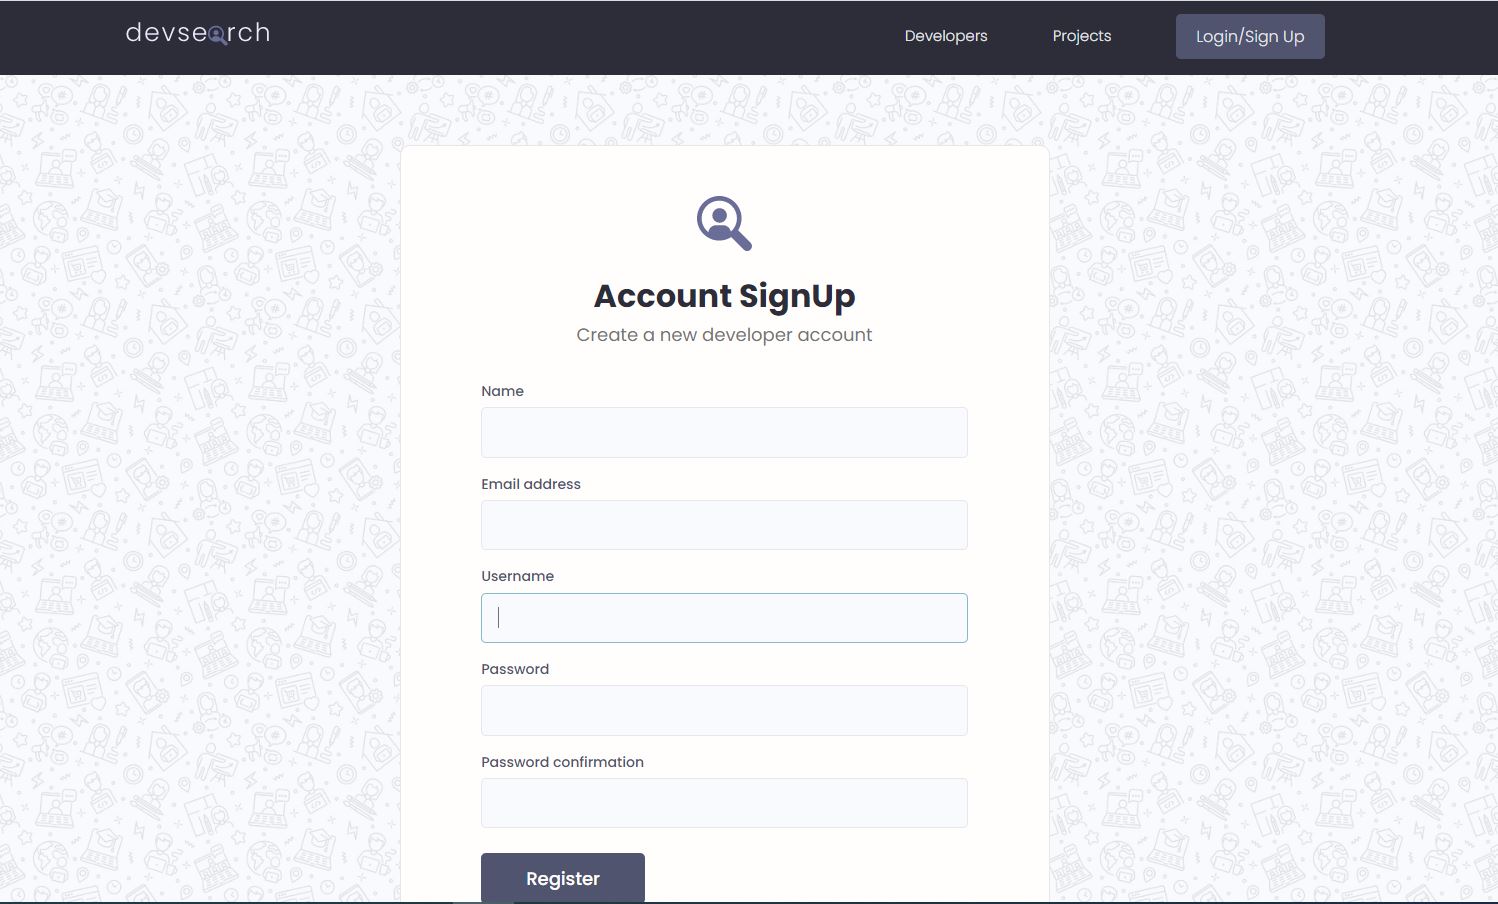 devsearch
Developers
Projects
Login/Sign Up
Account SignUp
Create a new developer account
Name
Email address
Username
Password
Password confirmation
Register